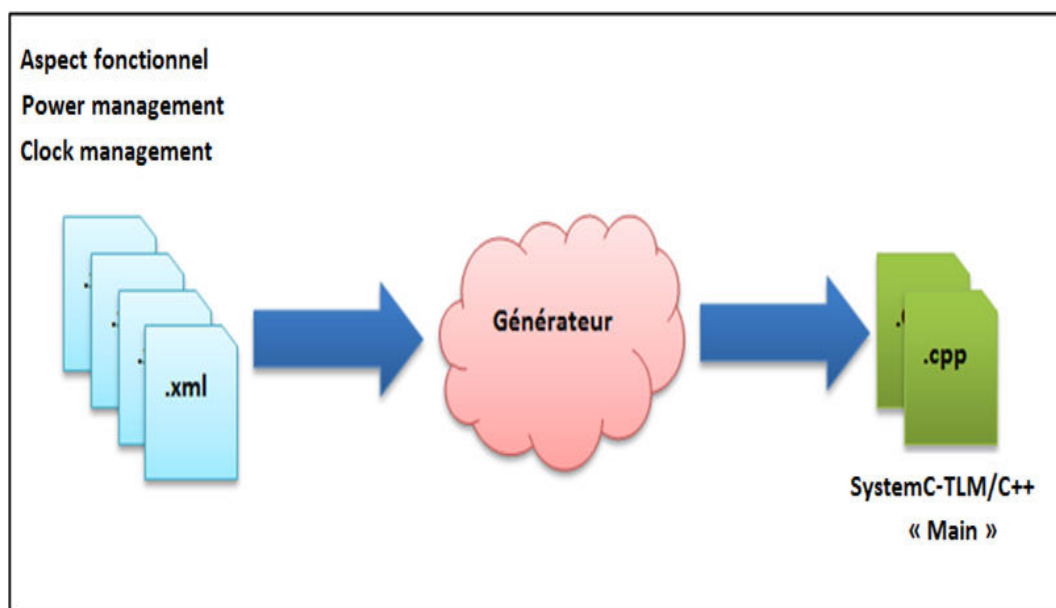 Aspect fonctionnel
Power management
Clock management
.xml
Générateur
.cpp
SystemC-TLM/C++
« Main »